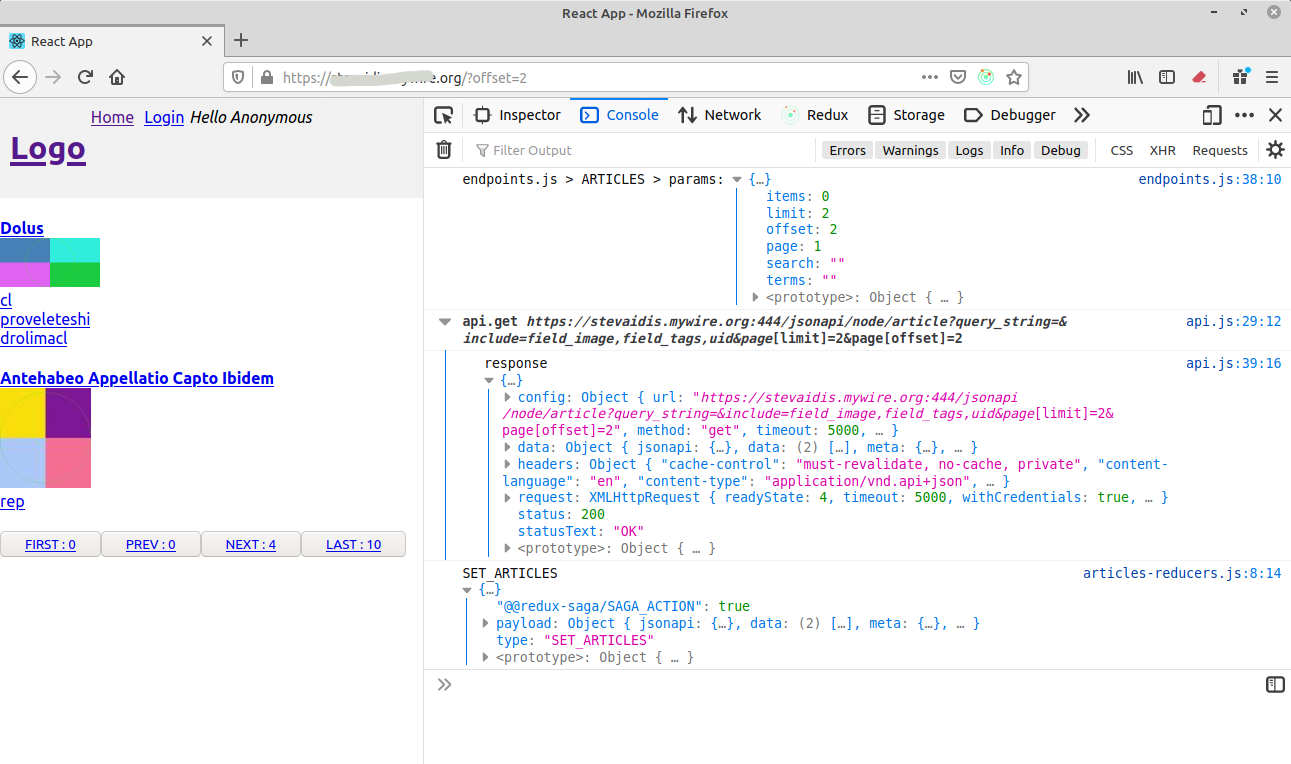 React App - Mozilla Firefox
React App
https:// .org/?offset=2
Home Login Hello Anonymous
Logo
Dolus
cl
proveleteshi
drolimacl
Antehabeo Appellatio Capto Ibidem
rep
FIRST : 0 PREV : 0 NEXT : 4 LAST : 10
Inspector Console Network Redux Storage Debugger
Filter Output Errors Warnings Logs Info Debug CSS XHR Requests
endpoints.js > ARTICLES > params: {…} endpoints.js:38:10
items: 0
limit: 2
offset: 2
page: 1
search: ""
terms: ""
<prototype>: Object { … }
api.get https://stevaidis.mywire.org:444/jsonapi/node/article?query_string=& api.js:29:12
include=field_image,field_tags,uid&page[limit]=2&page[offset]=2
response api.js:39:16
{…}
config: Object { url: "https://stevaidis.mywire.org:444/jsonapi
/node/article?query_string=&include=field_image,field_tags,uid&page[limit]=2&
page[offset]=2", method: "get", timeout: 5000, … }
data: Object { jsonapi: {…}, data: (2) […], meta: {…}, … }
headers: Object { "cache-control": "must-revalidate, no-cache, private", "content-
language": "en", "content-type": "application/vnd.api+json", … }
request: XMLHttpRequest { readyState: 4, timeout: 5000, withCredentials: true, … }
status: 200
statusText: "OK"
<prototype>: Object { … }
SET_ARTICLES articles-reducers.js:8:14
{…}
"@@redux-saga/SAGA_ACTION": true
payload: Object { jsonapi: {…}, data: (2) […], meta: {…}, … }
type: "SET_ARTICLES"
<prototype>: Object { … }